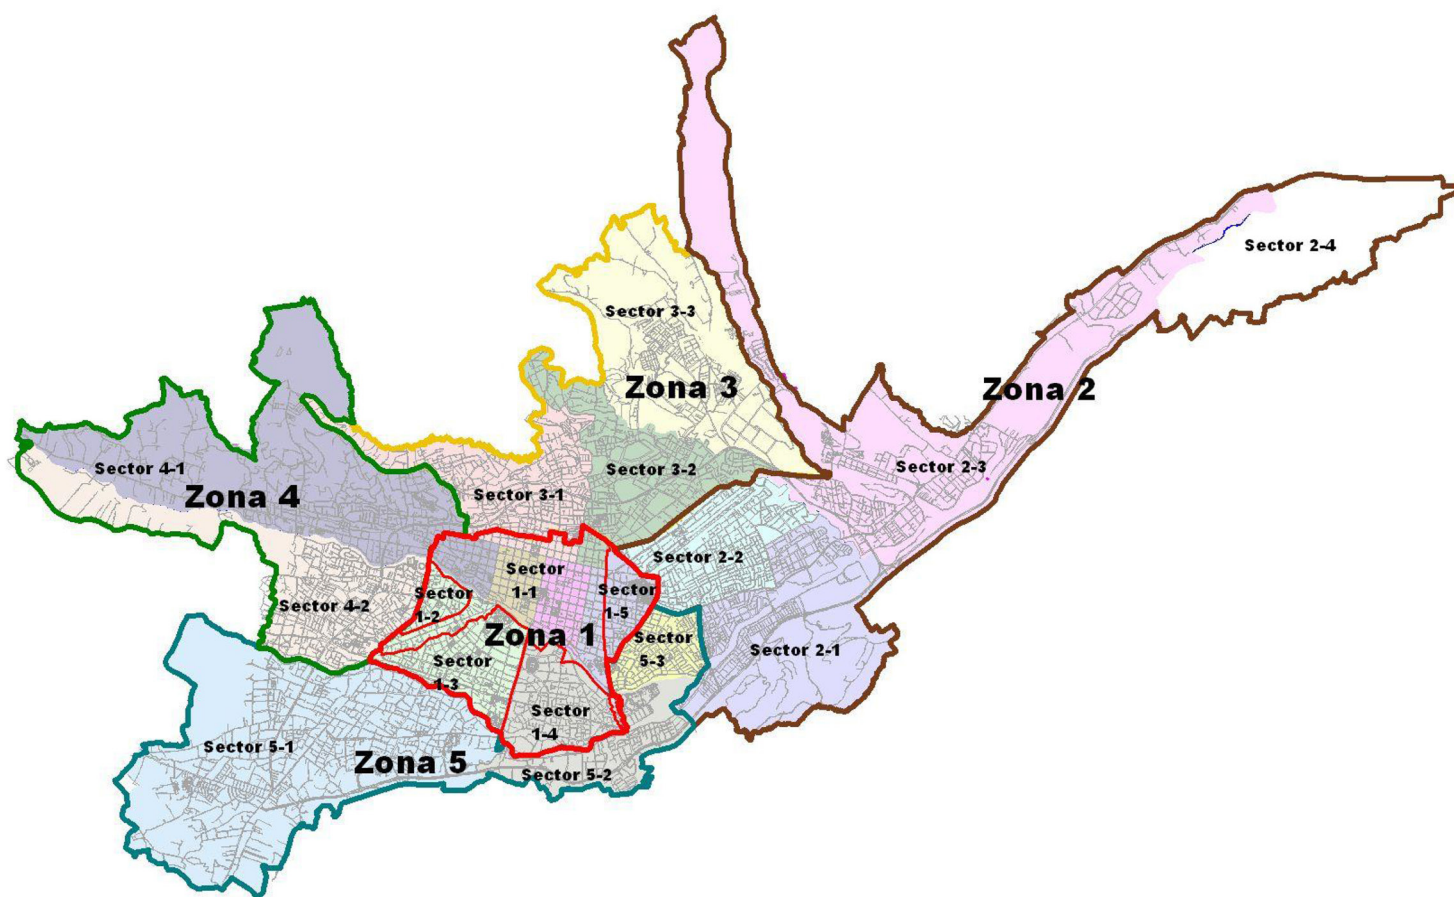 Sector 2-4
Sector 3-3
Zona 3
Zona 2
Sector 4-1
Zona 4
Sector 3-1
Sector 3-2
Sector 2-3
Sector 2-2
Sector
1-1
Sector
1-2
Sector
1-5
Sector 4-2
Zona 1
Sector
5-3
Sector 2-1
Sector
1-3
Sector
1-4
Sector 5-1
Zona 5
Sector 5-2